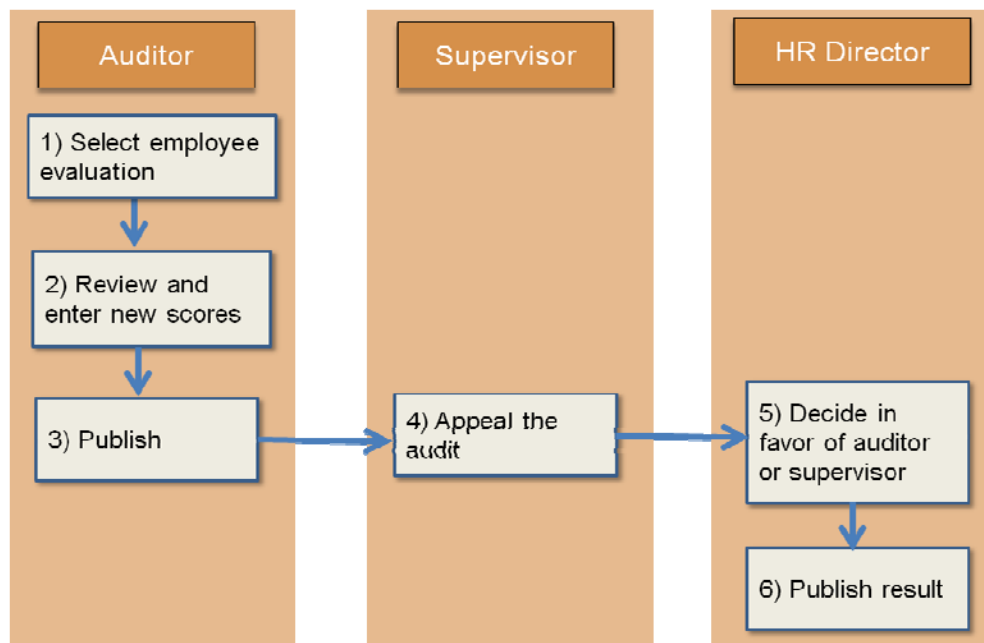 Auditor
Supervisor
HR Director
1) Select employee
evaluation
2) Review and
enter new scores
3) Publish
4) Appeal the
audit
5) Decide in
favor of auditor
or supervisor
6) Publish result